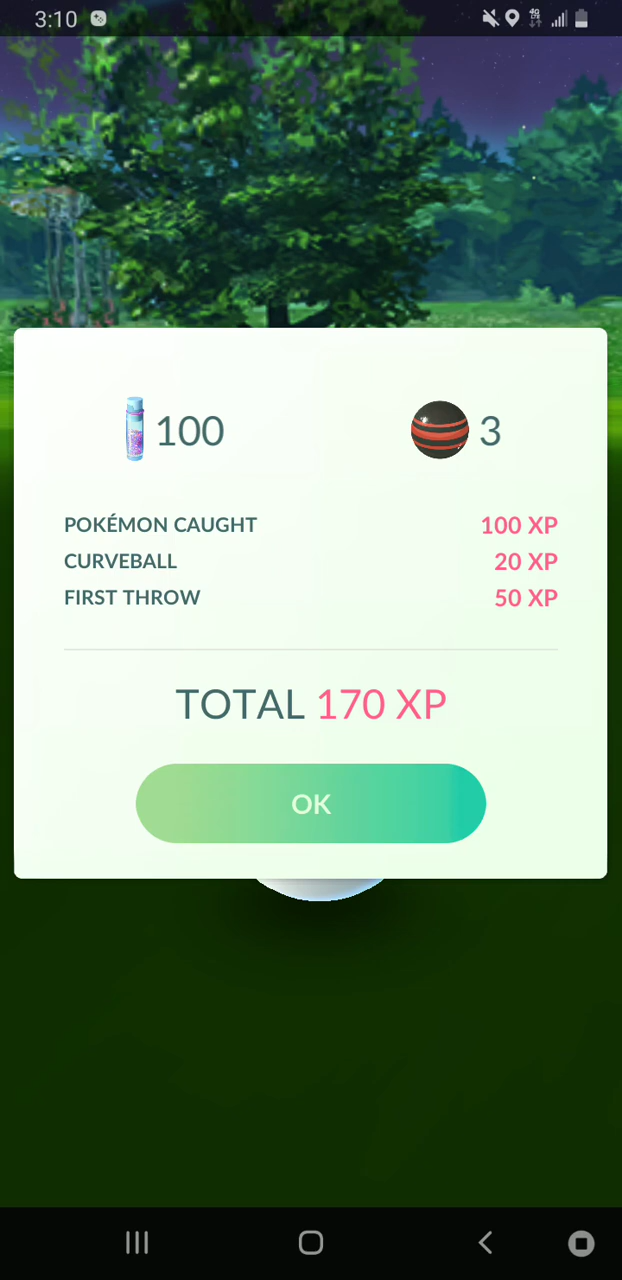 3:10
100 3
POKÉMON CAUGHT 100 XP
CURVEBALL 20 XP
FIRST THROW 50 XP
TOTAL 170 XP
OK